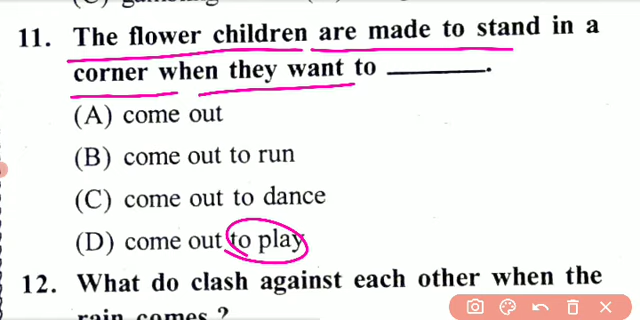 11. The flower children are made to stand in a
corner when they want to ________.
(A) come out
(B) come out to run
(C) come out to dance
(D) come out to play
12. What do clash against each other when the
rain comes ?